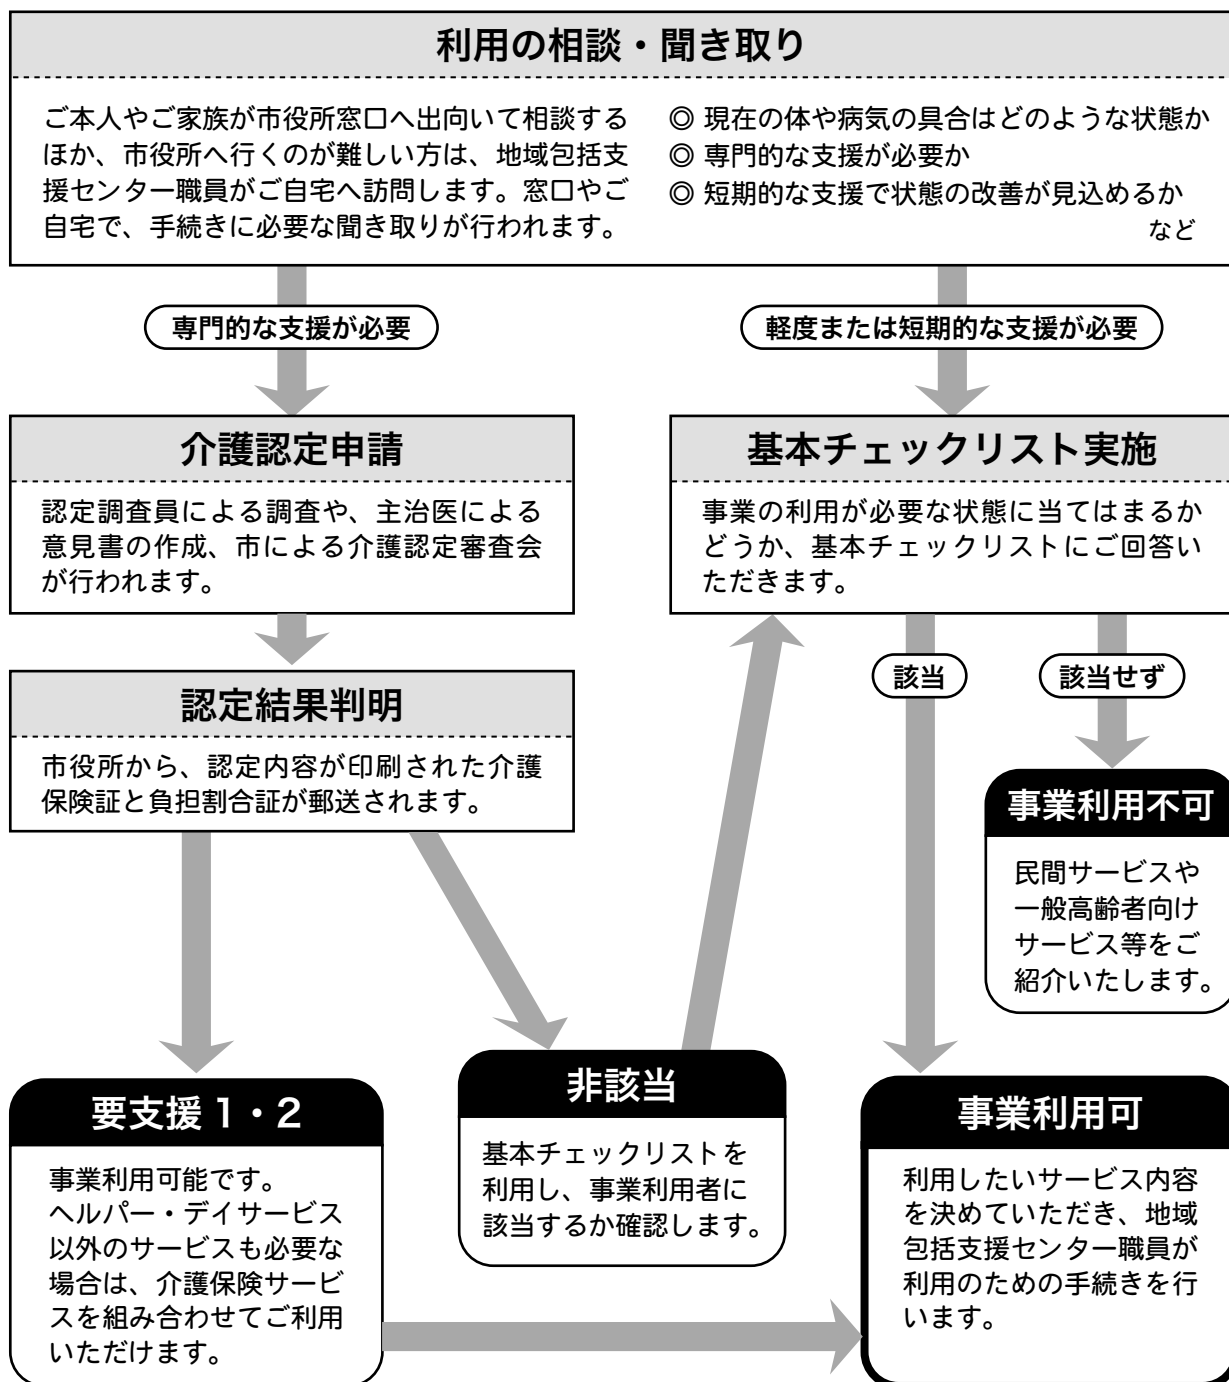 利用の相談・聞き取り
ご本人やご家族が市役所窓口へ出向いて相談する
ほか、市役所へ行くのが難しい方は、地域包括支
援センター職員がご自宅へ訪問します。窓口やご
自宅で、手続きに必要な聞き取りが行われます。
◎ 現在の体や病気の具合はどのような状態か
◎ 専門的な支援が必要か
◎ 短期的な支援で状態の改善が見込めるか
など
専門的な支援が必要
軽度または短期的な支援が必要
介護認定申請
認定調査員による調査や、主治医による
意見書の作成、市による介護認定審査会
が行われます。
基本チェックリスト実施
事業の利用が必要な状態に当てはまるか
どうか、基本チェックリストにご回答い
ただきます。
認定結果判明
市役所から、認定内容が印刷された介護
保険証と負担割合証が郵送されます。
該当
該当せず
事業利用不可
民間サービスや
一般高齢者向け
サービス等をご
紹介いたします。
要支援 1・2
事業利用可能です。
ヘルパー・デイサービス
以外のサービスも必要な
場合は、介護保険サービ
スを組み合わせてご利用
いただけます。
非該当
基本チェックリストを
利用し、事業利用者に
該当するか確認します。
事業利用可
利用したいサービス内容
を決めていただき、地域
包括支援センター職員が
利用のための手続きを行
います。